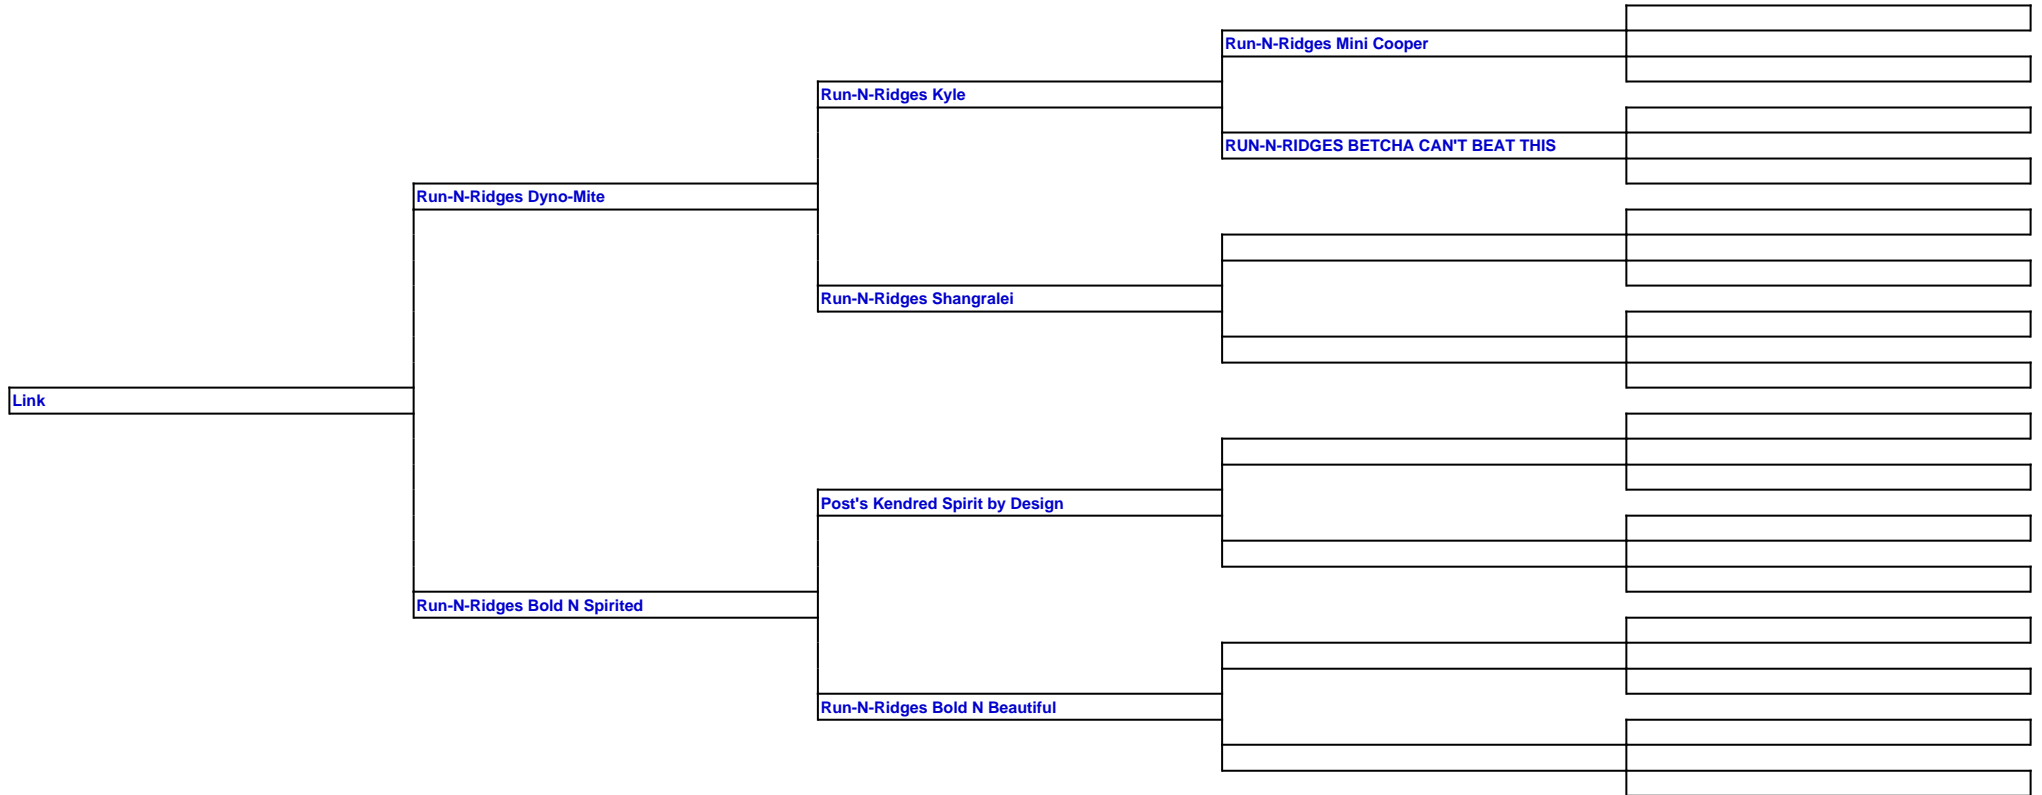 Run-N-Ridges Mini Cooper
Run-N-Ridges Kyle
RUN-N-RIDGES BETCHA CAN'T BEAT THIS
Run-N-Ridges Dyno-Mite
Run-N-Ridges Shangralei
Link
Post's Kendred Spirit by Design
Run-N-Ridges Bold N Spirited
Run-N-Ridges Bold N Beautiful